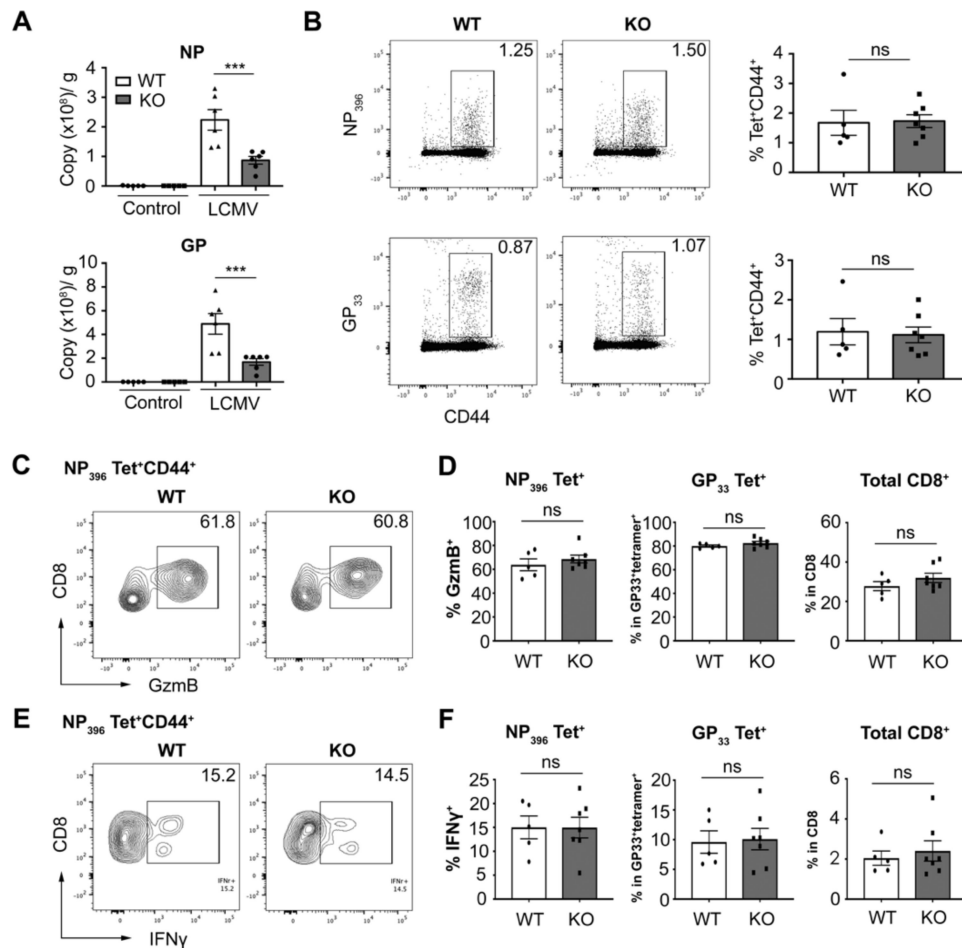 A
NP
Copy (x10⁸)/ g
4
3
2
1
0
WT
KO
***
Control
LCMV
GP
Copy (x10⁸)/ g
10
8
6
4
2
0
***
Control
LCMV
B
WT
KO
NP₃₉₆
1.25
1.50
% Tet⁺CD44⁺
4
3
2
1
0
ns
WT
KO
GP₃₃
0.87
1.07
CD44
% Tet⁺CD44⁺
3
2
1
0
ns
WT
KO
C
NP₃₉₆ Tet⁺CD44⁺
WT
KO
CD8
61.8
60.8
GzmB
D
NP₃₉₆ Tet⁺
% GzmB⁺
100
80
60
40
20
0
ns
WT
KO
GP₃₃ Tet⁺
% in GP33⁺tetramer⁺
100
80
60
40
20
0
ns
WT
KO
Total CD8⁺
% in CD8
60
40
20
0
ns
WT
KO
E
NP₃₉₆ Tet⁺CD44⁺
WT
KO
CD8
15.2
IFNr+
15.2
14.5
IFNr+
14.5
IFNγ
F
NP₃₉₆ Tet⁺
% IFNγ⁺
25
20
15
10
5
0
ns
WT
KO
GP₃₃ Tet⁺
% in GP33⁺tetramer⁺
20
15
10
5
0
ns
WT
KO
Total CD8⁺
% in CD8
6
4
2
0
ns
WT
KO